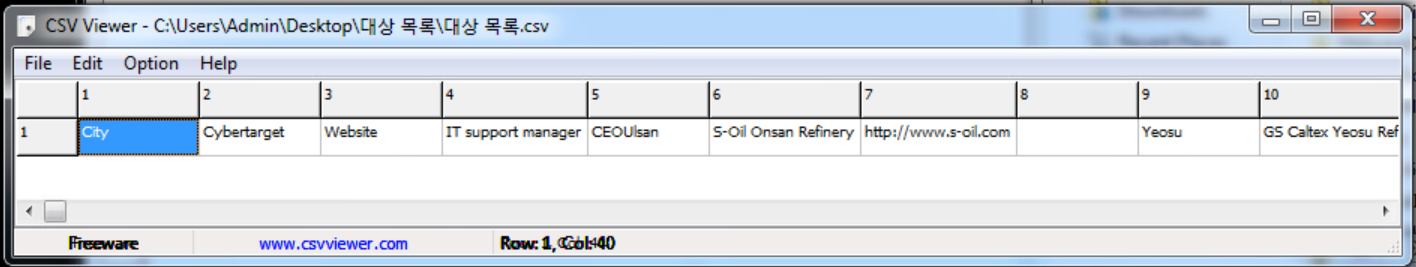 CSV Viewer - C:\Users\Admin\Desktop\대상 목록\대상 목록.csv
File Edit Option Help
1 2 3 4 5 6 7 8 9 10
1 City Cybertarget Website IT support manager CEOUlsan S-Oil Onsan Refinery http://www.s-oil.com Yeosu GS Caltex Yeosu Ref
Freeware www.csvviewer.com Row: 1, Col:40